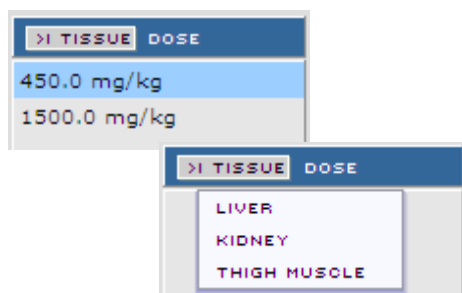 >I TISSUE DOSE
450.0 mg/kg
1500.0 mg/kg
>I TISSUE DOSE
LIVER
KIDNEY
THIGH MUSCLE